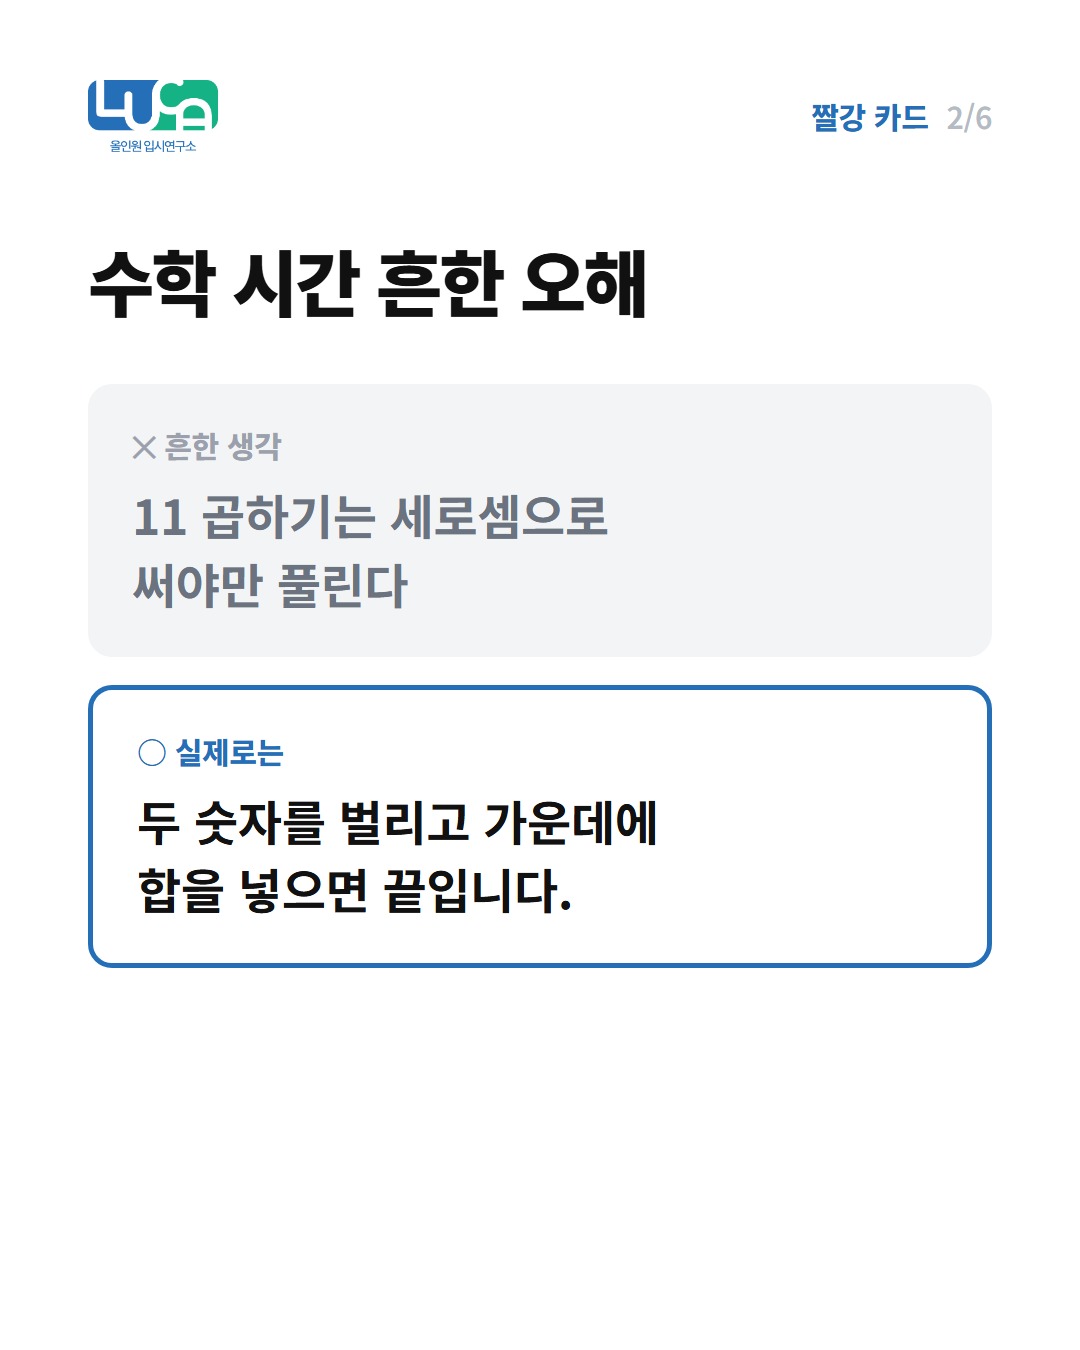 LUCA
올인원 입시연구소
짤강 카드 2/6
수학 시간 흔한 오해
✕ 흔한 생각
11 곱하기는 세로셈으로
써야만 풀린다
○ 실제로는
두 숫자를 벌리고 가운데에
합을 넣으면 끝입니다.